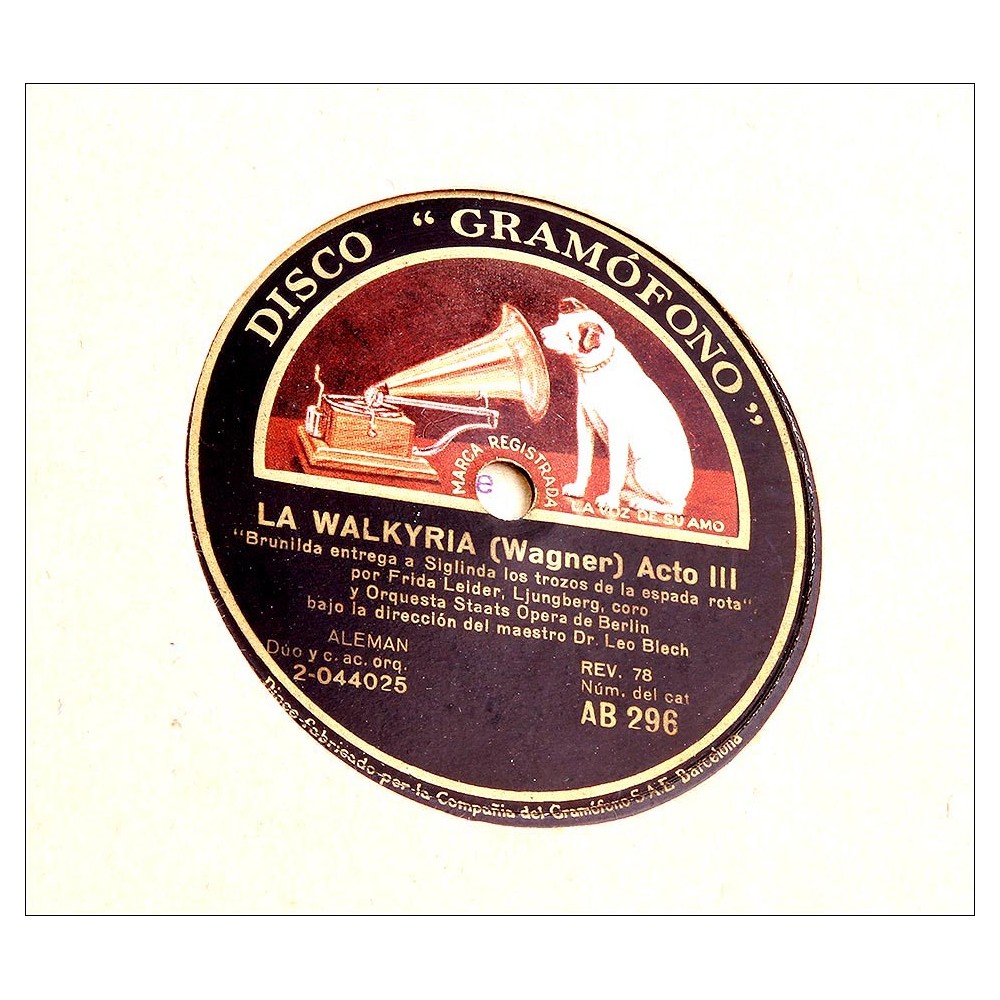 DISCO "GRAMÓFONO"
MARCA REGISTRADA
LA VOZ DE SU AMO
e
LA WALKYRIA (Wagner) Acto III
"Brunilda entrega a Siglinda los trozos de la espada rota"
por Frida Leider, Ljungberg, coro
y Orquesta Staats Opera de Berlin
bajo la dirección del maestro Dr. Leo Blech
ALEMAN
Dúo y c. ac. orq.
2-044025
REV. 78
Núm. del cat
AB 296
fabricado por la Compañia del Gramófono S.A.E Barcelona